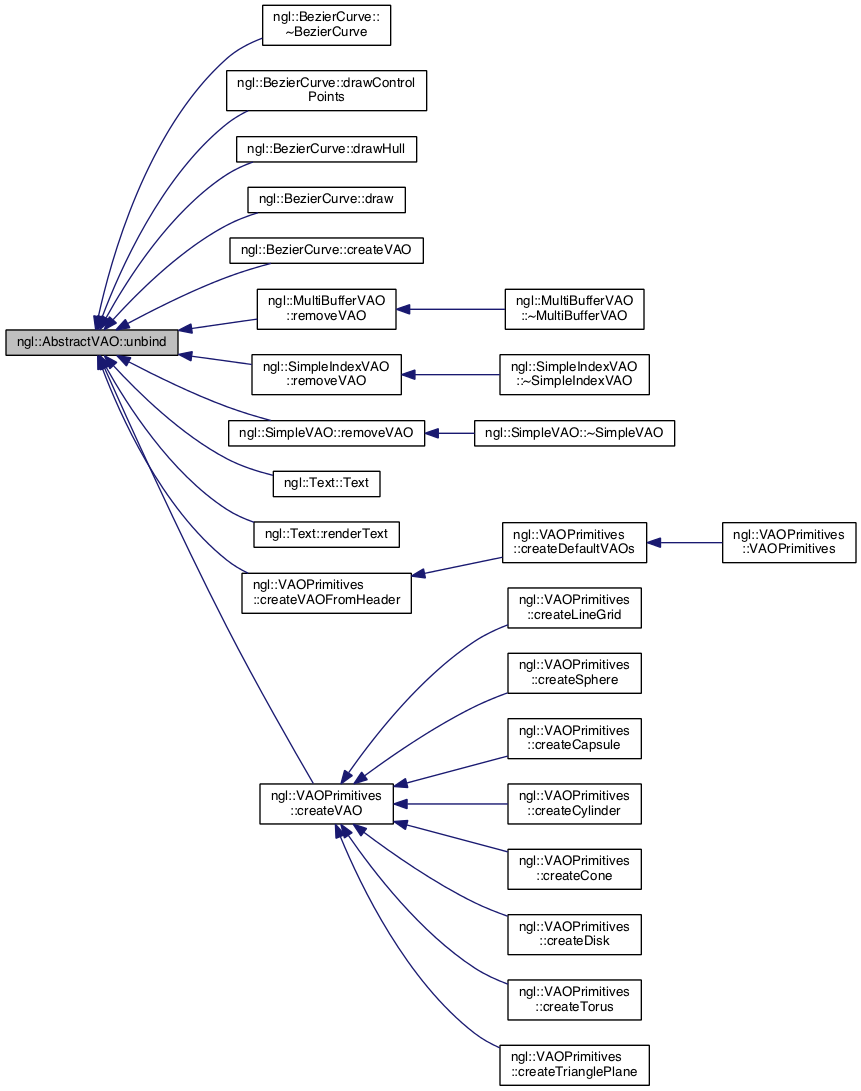 ngl::BezierCurve::
~BezierCurve
ngl::BezierCurve::drawControl
Points
ngl::BezierCurve::drawHull
ngl::BezierCurve::draw
ngl::BezierCurve::createVAO
ngl::MultiBufferVAO
::removeVAO
ngl::MultiBufferVAO
::~MultiBufferVAO
ngl::AbstractVAO::unbind
ngl::SimpleIndexVAO
::removeVAO
ngl::SimpleIndexVAO
::~SimpleIndexVAO
ngl::SimpleVAO::removeVAO
ngl::SimpleVAO::~SimpleVAO
ngl::Text::Text
ngl::Text::renderText
ngl::VAOPrimitives
::createVAOFromHeader
ngl::VAOPrimitives
::createDefaultVAOs
ngl::VAOPrimitives
::VAOPrimitives
ngl::VAOPrimitives
::createLineGrid
ngl::VAOPrimitives
::createSphere
ngl::VAOPrimitives
::createCapsule
ngl::VAOPrimitives
::createVAO
ngl::VAOPrimitives
::createCylinder
ngl::VAOPrimitives
::createCone
ngl::VAOPrimitives
::createDisk
ngl::VAOPrimitives
::createTorus
ngl::VAOPrimitives
::createTrianglePlane